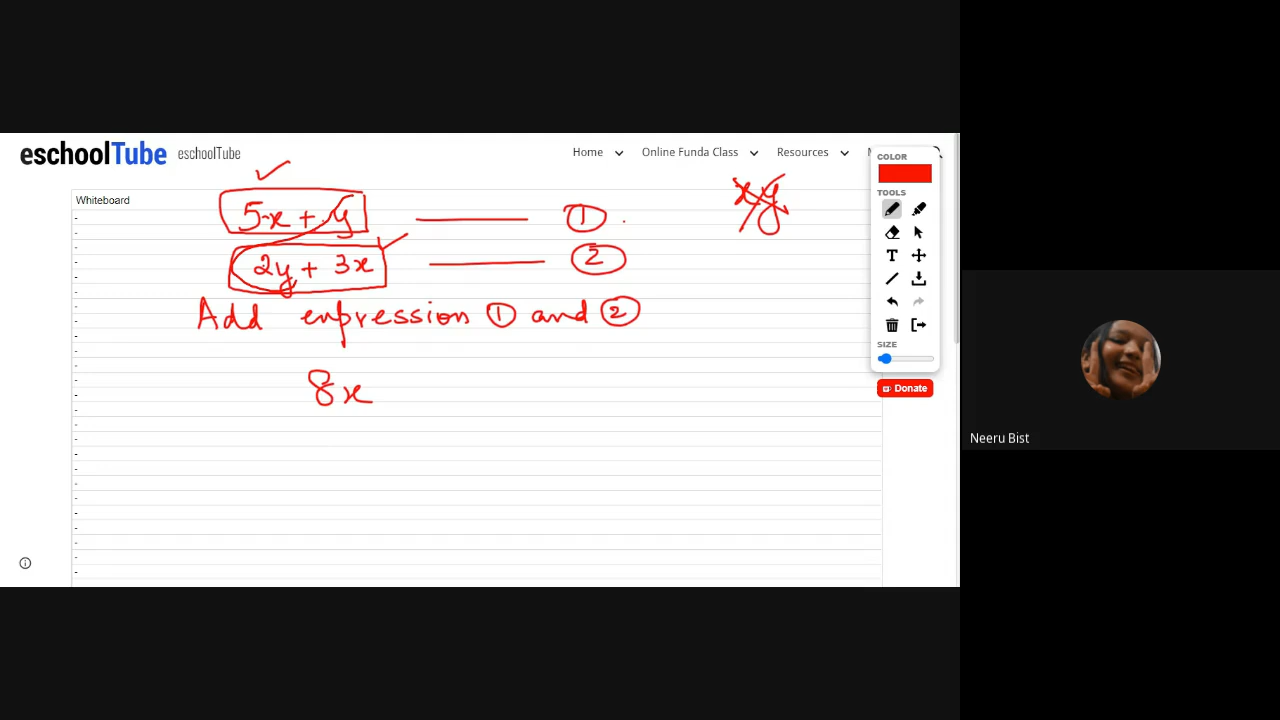 eschoolTube eschoolTube
Home Online Funda Class Resources
COLOR
TOOLS
T
SIZE
Donate
Whiteboard
x y
5x + y ——— ①
2y + 3x ——— ②
Add expression ① and ②
8x
Neeru Bist